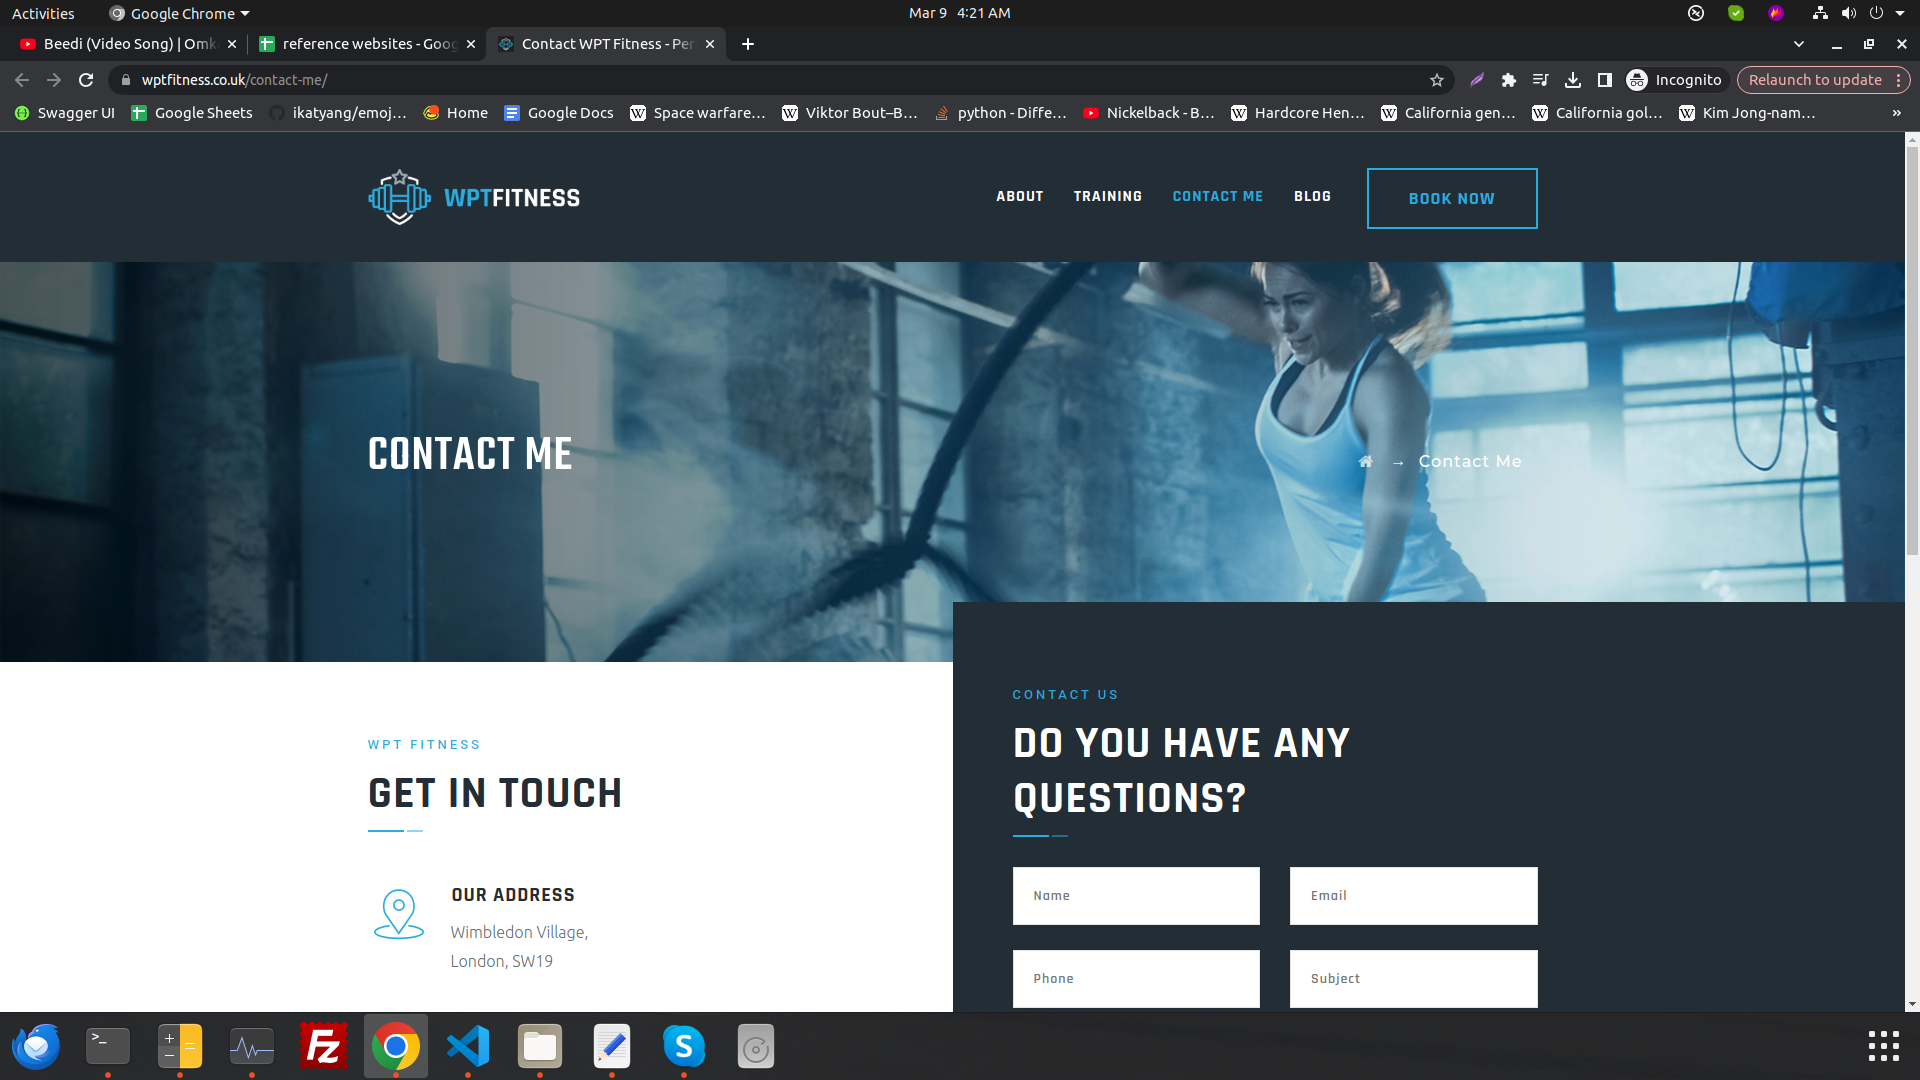 Activities
Google Chrome
Mar 9 4:21 AM
Beedi (Video Song) | Omk
reference websites - Goog
Contact WPT Fitness - Per
wptfitness.co.uk/contact-me/
Incognito
Relaunch to update
Swagger UI
Google Sheets
ikatyang/emoj...
Home
Google Docs
Space warfare...
Viktor Bout–B...
python - Diffe...
Nickelback - B...
Hardcore Hen...
California gen...
California gol...
Kim Jong-nam...
»
WPTFITNESS
ABOUT
TRAINING
CONTACT ME
BLOG
BOOK NOW
CONTACT ME
→ Contact Me
WPT FITNESS
GET IN TOUCH
OUR ADDRESS
Wimbledon Village,
London, SW19
CONTACT US
DO YOU HAVE ANY
QUESTIONS?
Name
Email
Phone
Subject